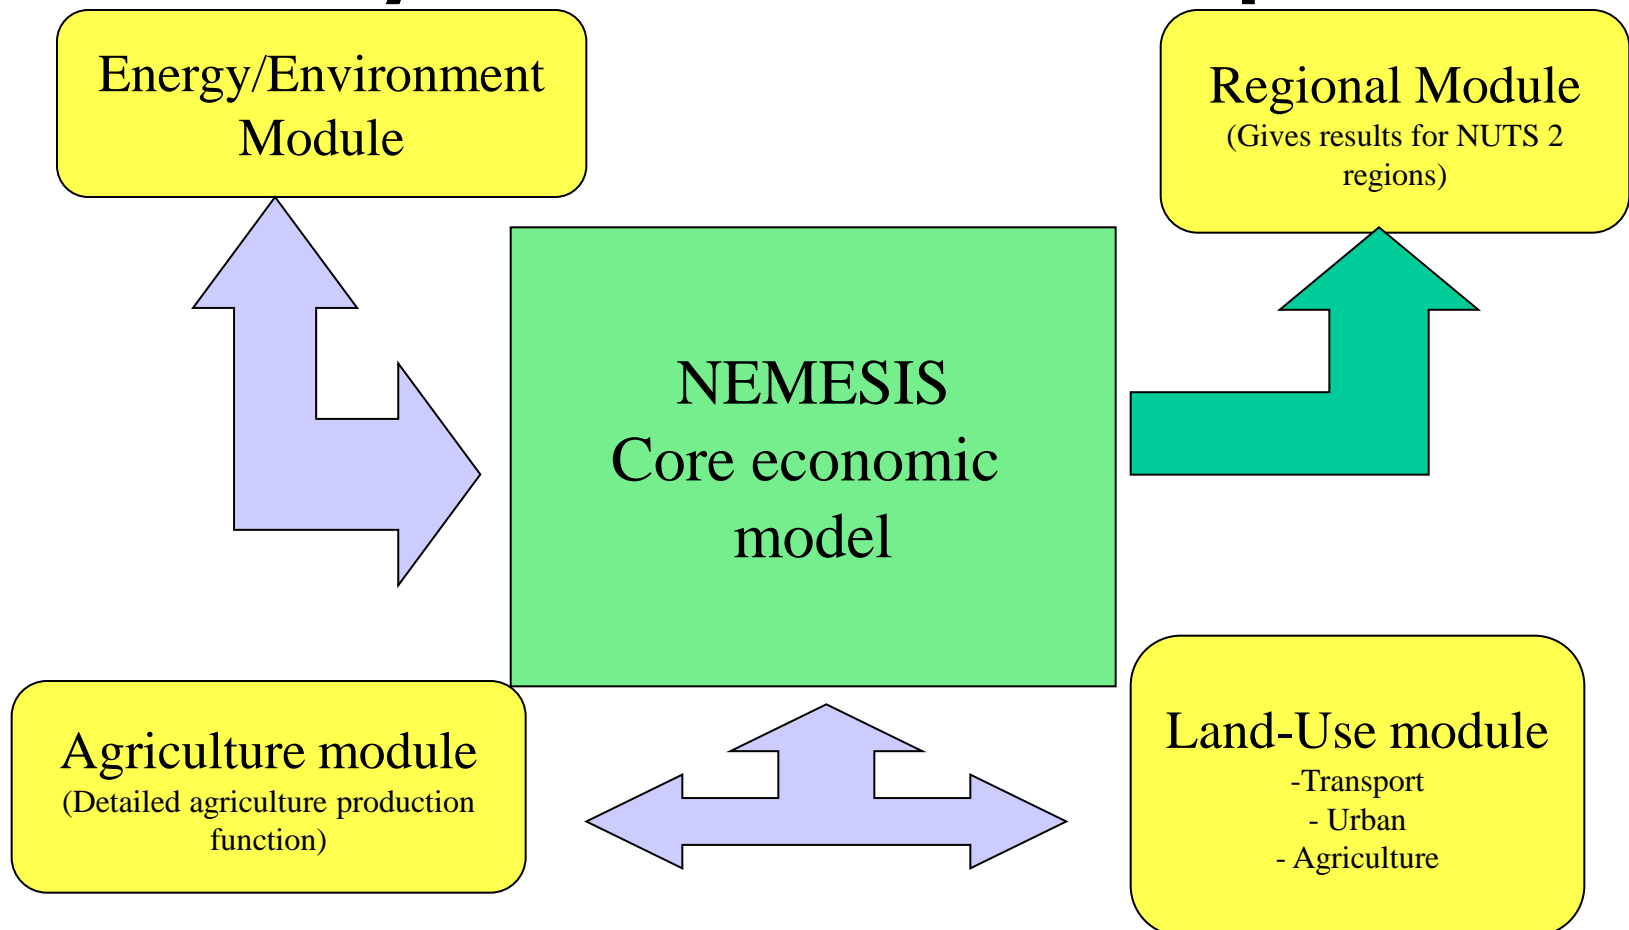 Energy/Environment
Module
Regional Module
(Gives results for NUTS 2
regions)
NEMESIS
Core economic
model
Agriculture module
(Detailed agriculture production
function)
Land-Use module
-Transport
- Urban
- Agriculture